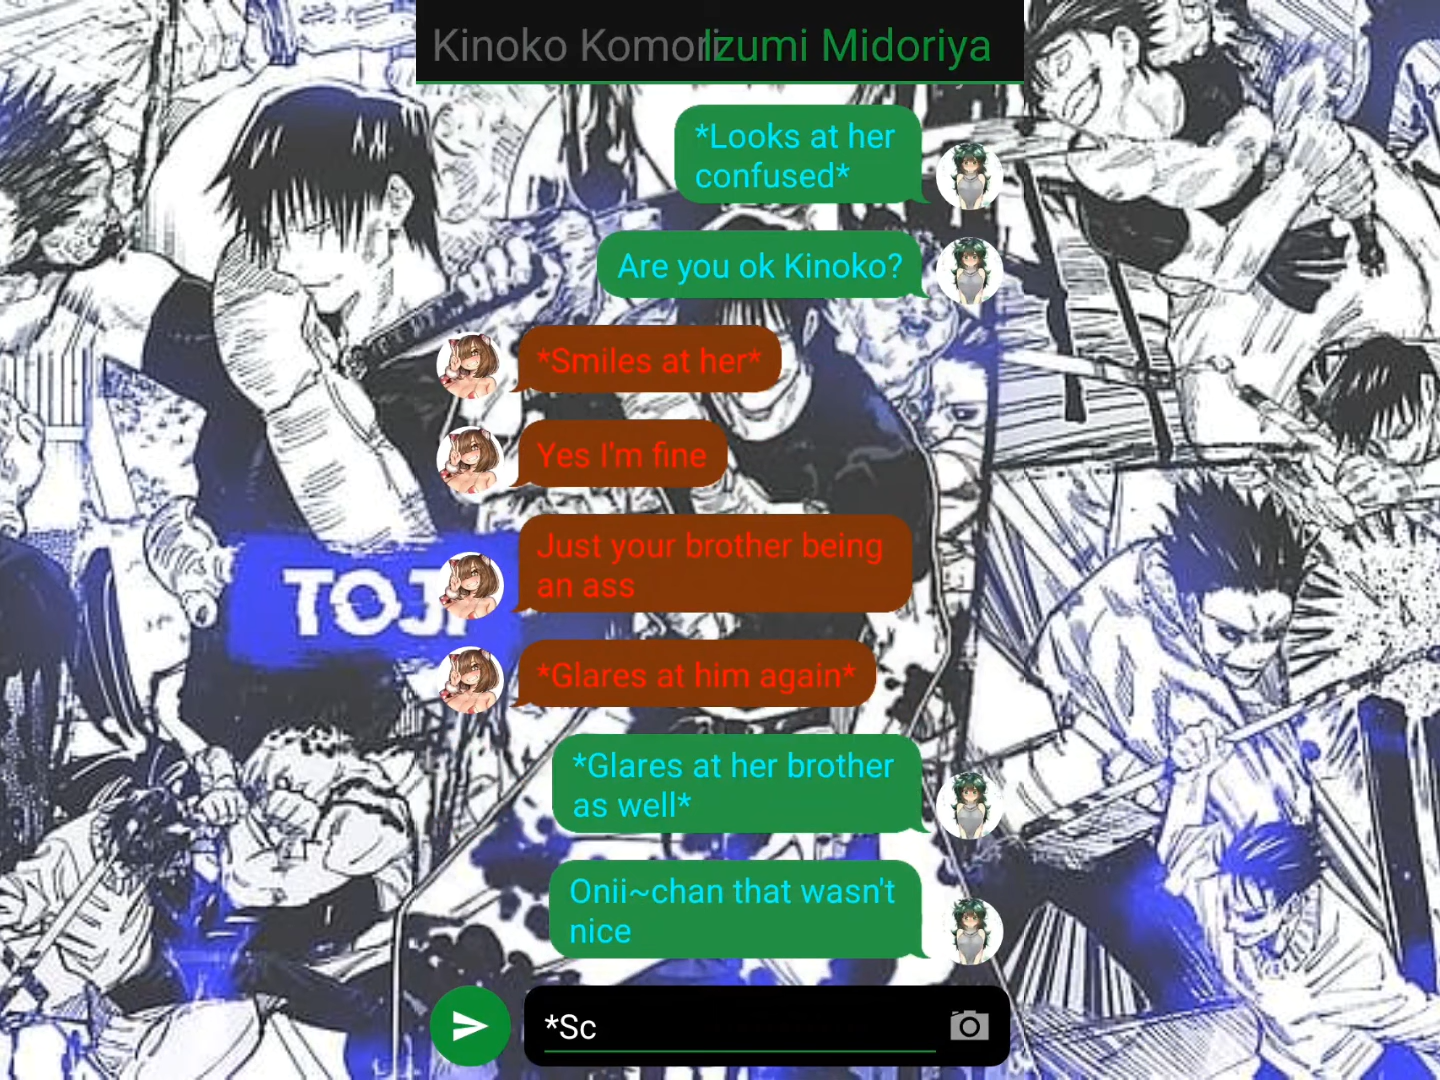 Kinoko Komori Izumi Midoriya
*Looks at her
confused*
Are you ok Kinoko?
*Smiles at her*
Yes I'm fine
Just your brother being
an ass
TOJI
*Glares at him again*
*Glares at her brother
as well*
Onii~chan that wasn't
nice
*Sc